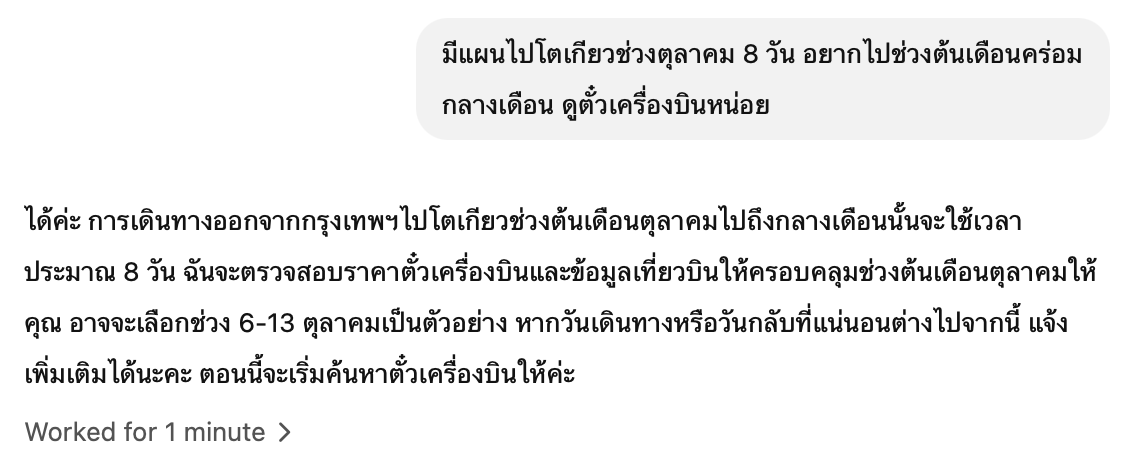 มีแผนไปโตเกียวช่วงตุลาคม 8 วัน อยากไปช่วงต้นเดือนคร่อม
กลางเดือน ดูตั๋วเครื่องบินหน่อย
ได้ค่ะ การเดินทางออกจากกรุงเทพฯไปโตเกียวช่วงต้นเดือนตุลาคมไปถึงกลางเดือนนั้นจะใช้เวลา
ประมาณ 8 วัน ฉันจะตรวจสอบราคาตั๋วเครื่องบินและข้อมูลเที่ยวบินให้ครอบคลุมช่วงต้นเดือนตุลาคมให้
คุณ อาจจะเลือกช่วง 6-13 ตุลาคมเป็นตัวอย่าง หากวันเดินทางหรือวันกลับที่แน่นอนต่างไปจากนี้ แจ้ง
เพิ่มเติมได้นะคะ ตอนนี้จะเริ่มค้นหาตั๋วเครื่องบินให้ค่ะ
Worked for 1 minute >